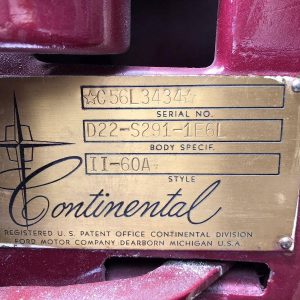 ☆C56L3434☆
SERIAL NO.
D22-S291-1F6L
BODY SPECIF.
II-60A☆
STYLE
Continental
REGISTERED U.S. PATENT OFFICE CONTINENTAL DIVISION
FORD MOTOR COMPANY DEARBORN MICHIGAN U.S.A.